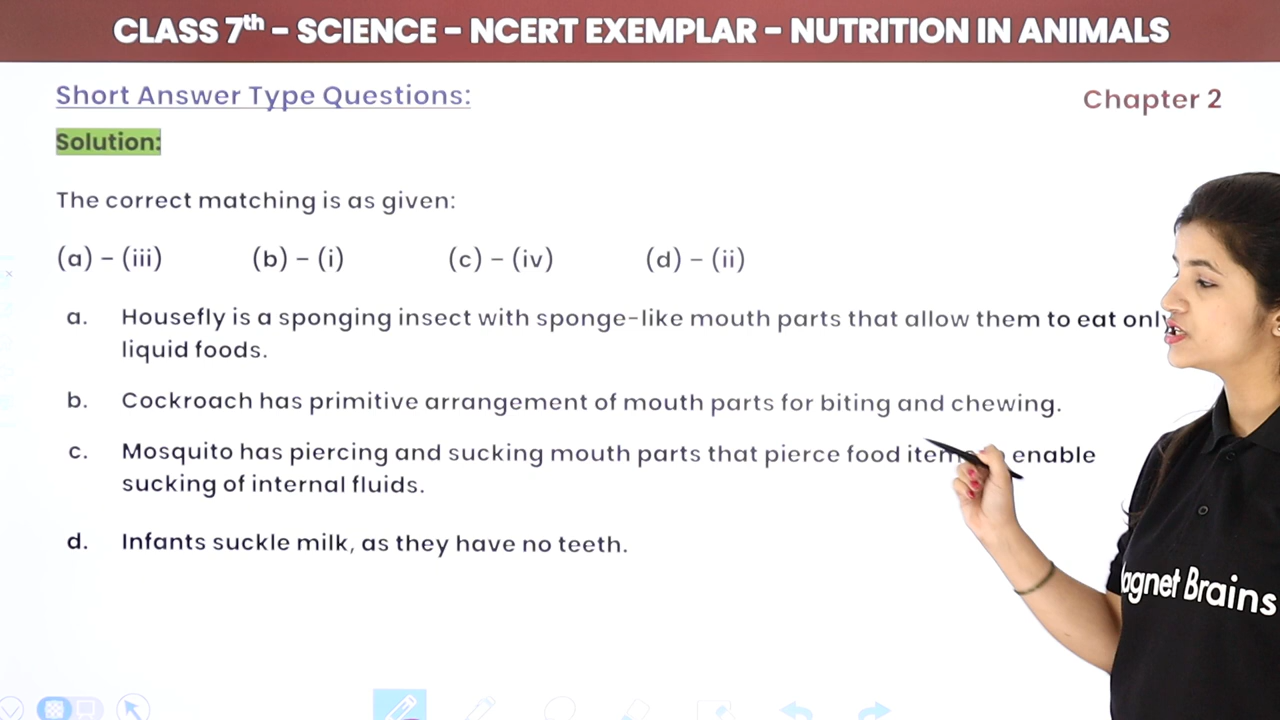 CLASS 7th – SCIENCE – NCERT EXEMPLAR – NUTRITION IN ANIMALS
Short Answer Type Questions:
Chapter 2
Solution:
The correct matching is as given:
(a) – (iii) (b) – (i) (c) – (iv) (d) – (ii)
a. Housefly is a sponging insect with sponge-like mouth parts that allow them to eat only
liquid foods.
b. Cockroach has primitive arrangement of mouth parts for biting and chewing.
c. Mosquito has piercing and sucking mouth parts that pierce food enable
sucking of internal fluids.
d. Infants suckle milk, as they have no teeth.
agnet Brains